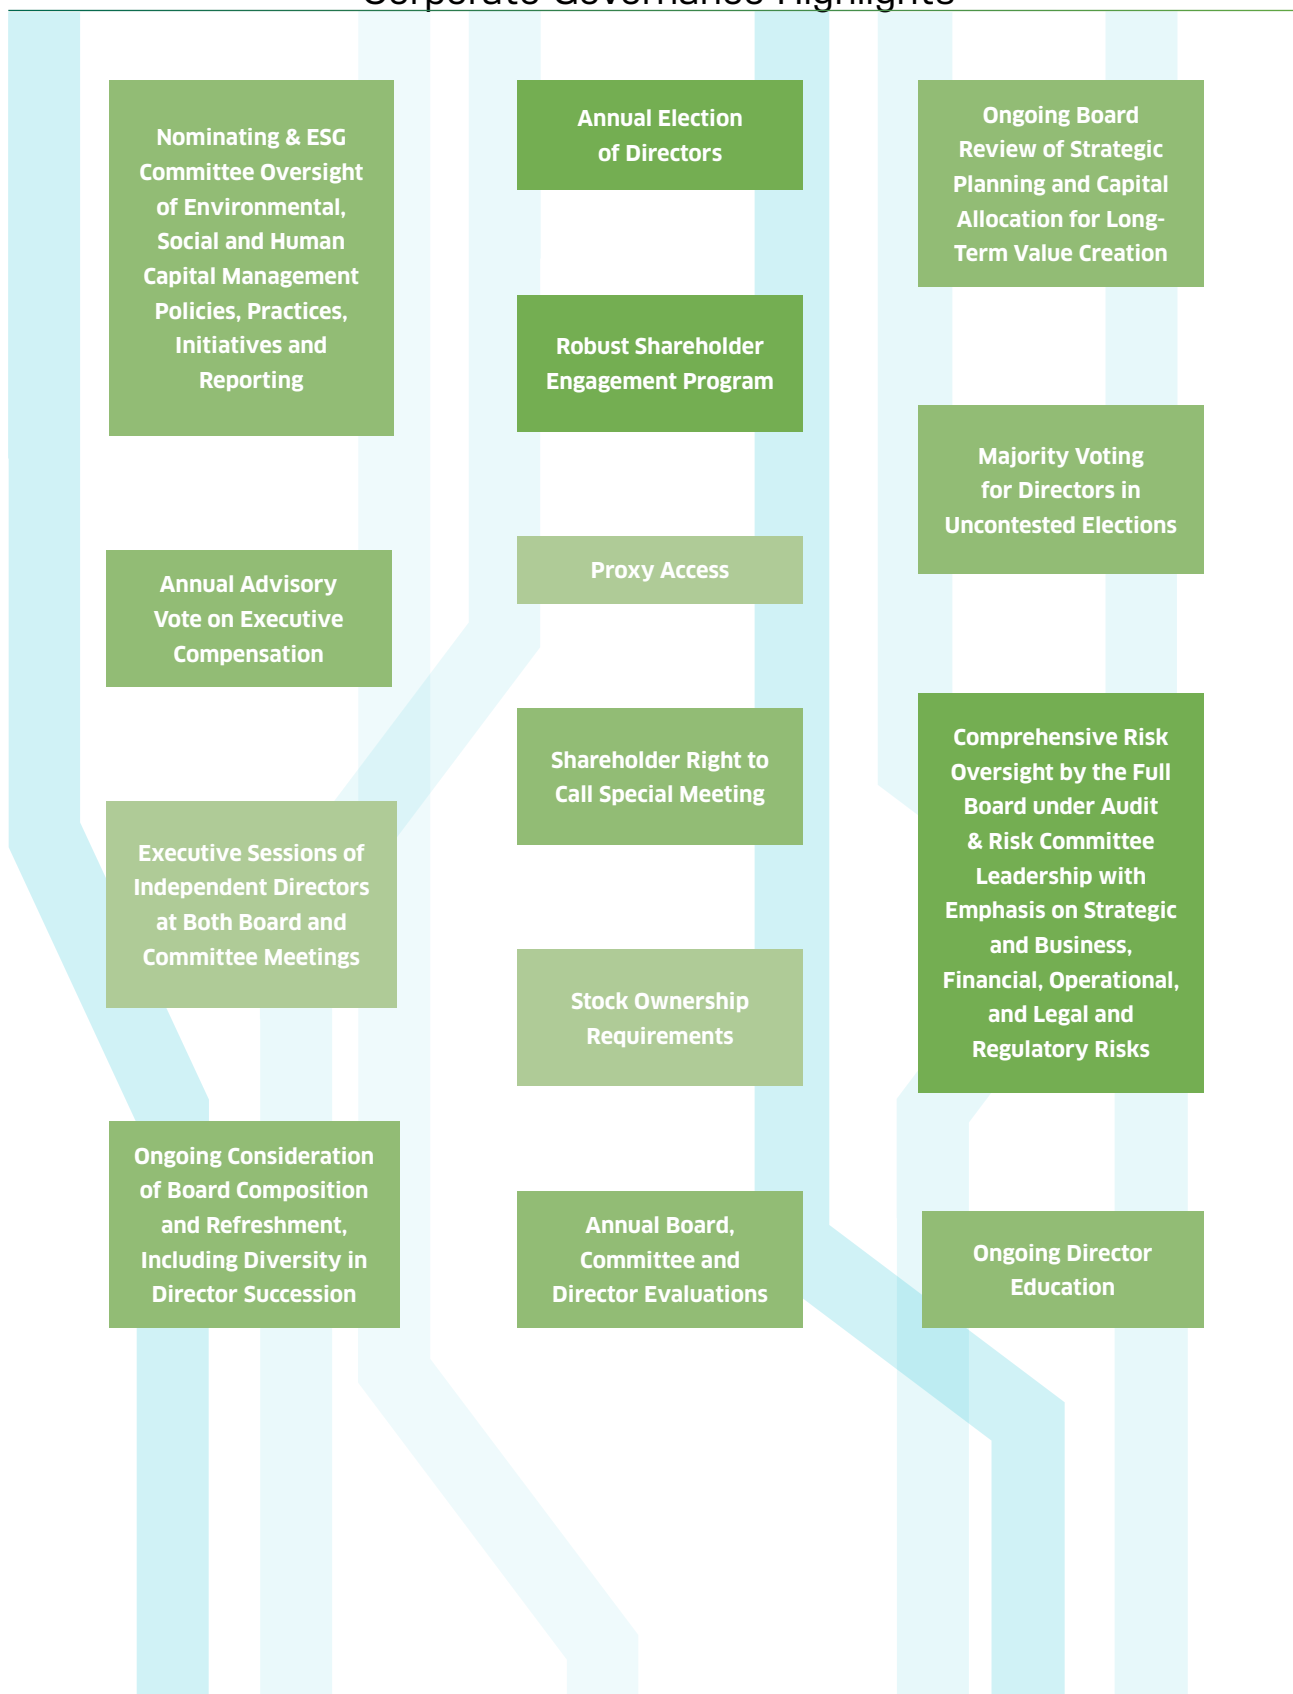 Corporate Governance Highlights
Nominating & ESG
Committee Oversight
of Environmental,
Social and Human
Capital Management
Policies, Practices,
Initiatives and
Reporting
Annual Advisory
Vote on Executive
Compensation
Executive Sessions of
Independent Directors
at Both Board and
Committee Meetings
Ongoing Consideration
of Board Composition
and Refreshment,
Including Diversity in
Director Succession
Annual Election
of Directors
Robust Shareholder
Engagement Program
Proxy Access
Shareholder Right to
Call Special Meeting
Stock Ownership
Requirements
Annual Board,
Committee and
Director Evaluations
Ongoing Board
Review of Strategic
Planning and Capital
Allocation for Long-
Term Value Creation
Majority Voting
for Directors in
Uncontested Elections
Comprehensive Risk
Oversight by the Full
Board under Audit
& Risk Committee
Leadership with
Emphasis on Strategic
and Business,
Financial, Operational,
and Legal and
Regulatory Risks
Ongoing Director
Education